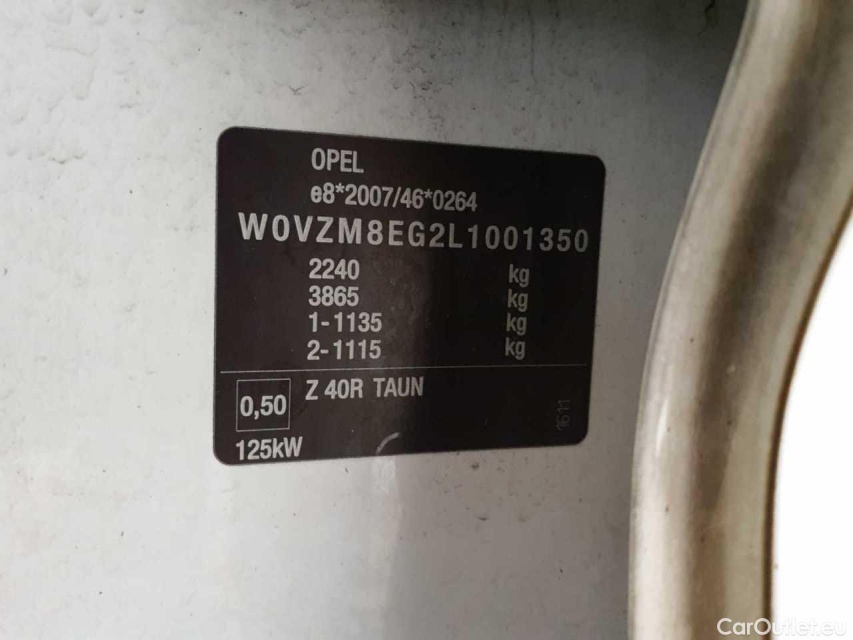 OPEL
e8*2007/46*0264
W0VZM8EG2L1001350
2240 kg
3865 kg
1-1135 kg
2-1115 kg
0,50 Z 40R TAUN
125kW
1611
CarOutlet.eu